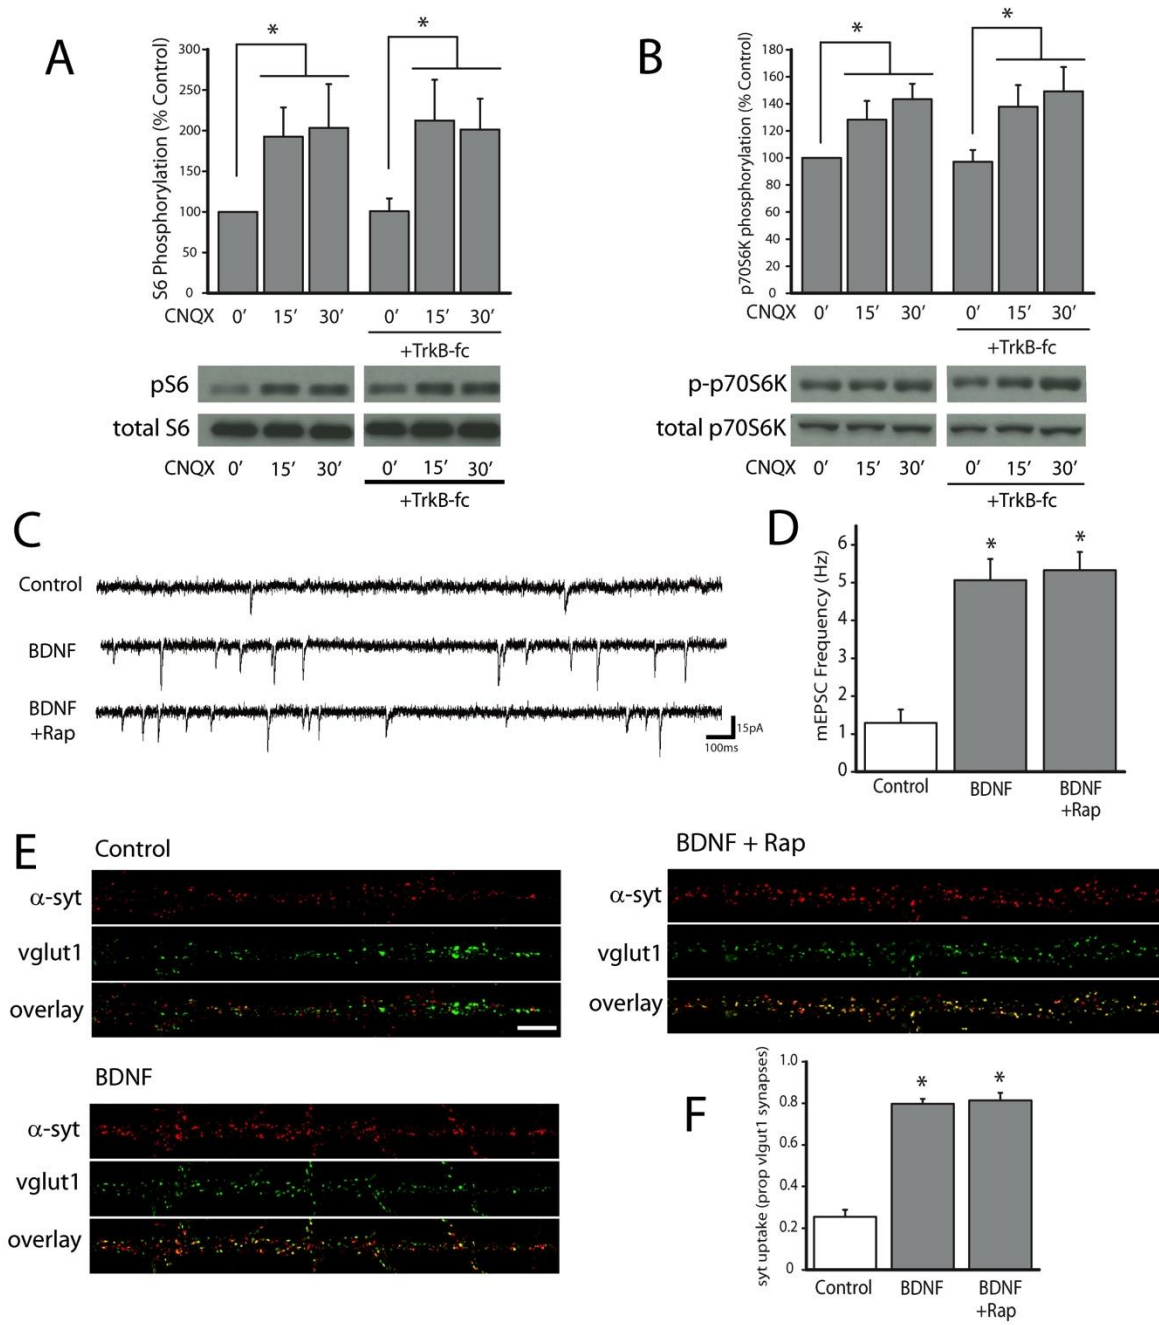 A
S6 Phosphorylation (% Control)
300
250
200
150
100
50
0
*
*
CNQX 0' 15' 30' 0' 15' 30'
+TrkB-fc
pS6
total S6
CNQX 0' 15' 30' 0' 15' 30'
+TrkB-fc
B
p70S6K phosphorylation (% Control)
180
160
140
120
100
80
60
40
20
0
*
*
CNQX 0' 15' 30' 0' 15' 30'
+TrkB-fc
p-p70S6K
total p70S6K
CNQX 0' 15' 30' 0' 15' 30'
+TrkB-fc
C
Control
BDNF
BDNF
+Rap
15pA
100ms
D
mEPSC Frequency (Hz)
6
5
3
2
1
0
*
*
Control BDNF BDNF
+Rap
E
Control
α-syt
vglut1
overlay
BDNF + Rap
α-syt
vglut1
overlay
BDNF
α-syt
vglut1
overlay
F
syt uptake (prop vlgut1 synapses)
1.0
0.8
0.6
0.4
0.2
0
*
*
Control BDNF BDNF
+Rap